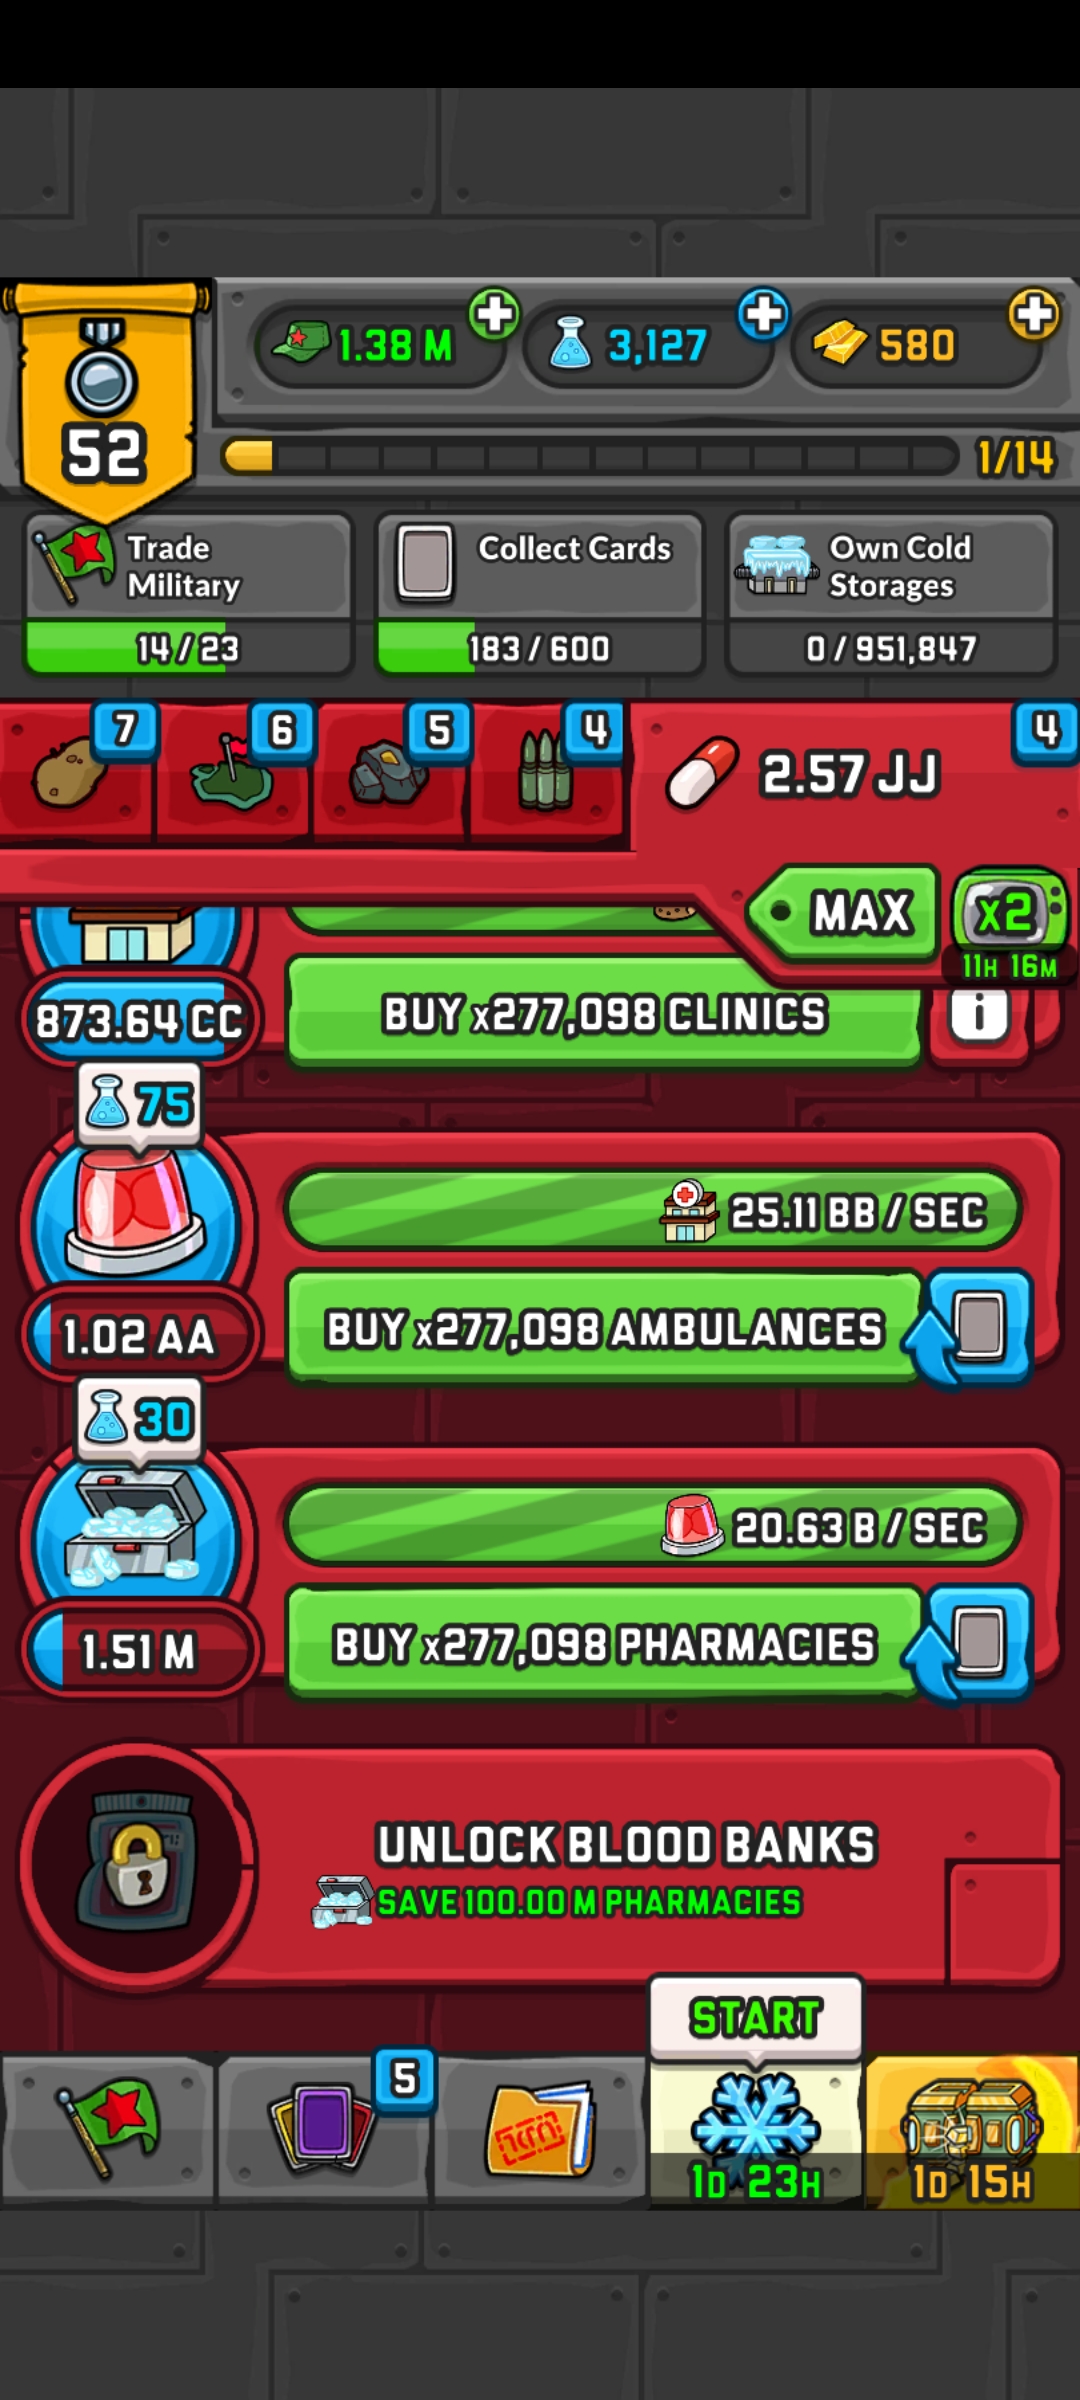 1.38 M
3,127
580
52
1/14
Trade
Military
14 / 23
Collect Cards
183 / 600
Own Cold
Storages
0 / 951,847
7
6
5
4
2.57 JJ
4
MAX
x2
11H 16M
873.64 CC
BUY x277,098 CLINICS
i
75
25.11 BB / SEC
1.02 AA
BUY x277,098 AMBULANCES
30
20.63 B / SEC
1.51 M
BUY x277,098 PHARMACIES
UNLOCK BLOOD BANKS
SAVE 100.00 M PHARMACIES
START
5
1D 23H
1D 15H